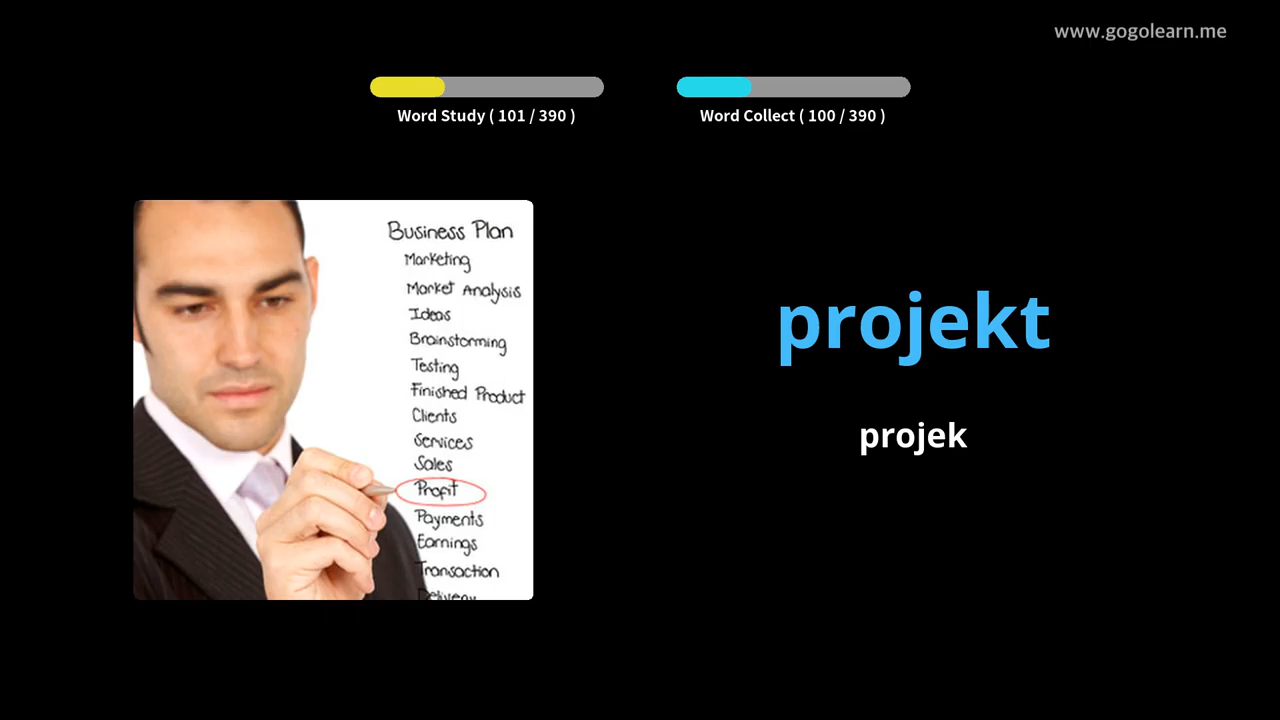 www.gogolearn.me
Word Study ( 101 / 390 )
Word Collect ( 100 / 390 )
Business Plan
Marketing
Market Analysis
Ideas
Brainstorming
Testing
Finished Product
Clients
Services
Sales
Profit
Payments
Earnings
Transaction
Delivery
projekt
projek